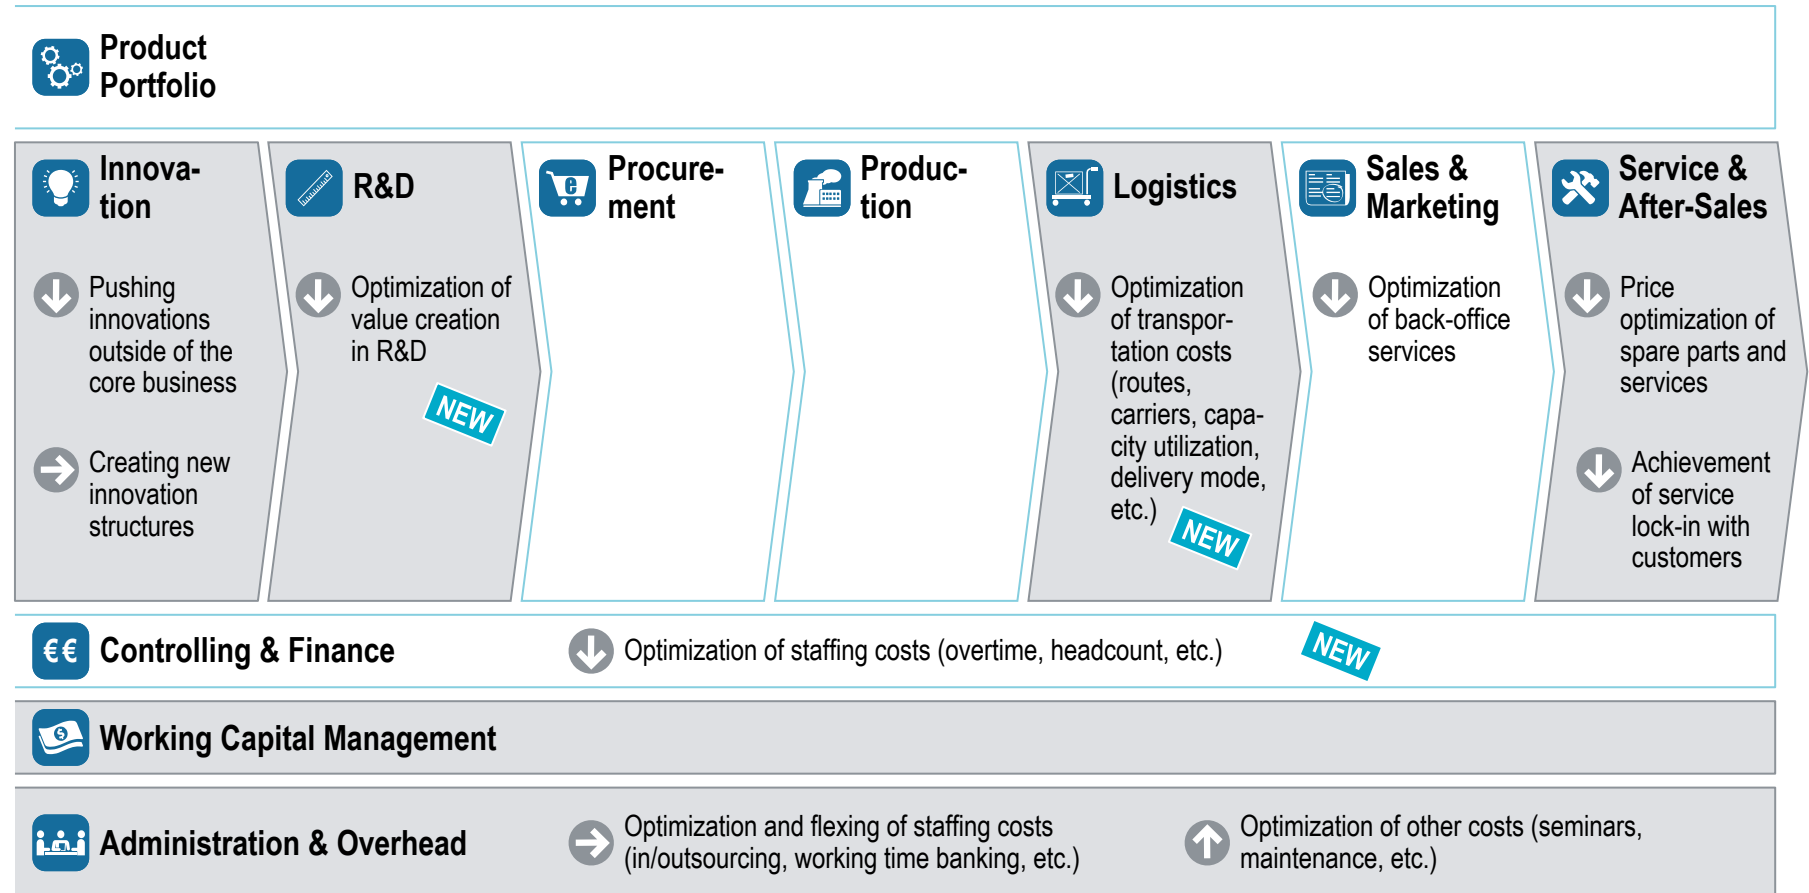 Product
Portfolio
Innova-
tion
Pushing
innovations
outside of the
core business
Creating new
innovation
structures
R&D
Optimization of
value creation
in R&D
NEW
Procure-
ment
e
Produc-
tion
Logistics
Optimization
of transpor-
tation costs
(routes,
carriers, capa-
city utilization,
delivery mode,
etc.)
NEW
Sales &
Marketing
Optimization
of back-office
services
Service &
After-Sales
Price
optimization of
spare parts and
services
Achievement
of service
lock-in with
customers
€€
Controlling & Finance
Optimization of staffing costs (overtime, headcount, etc.)
NEW
$
Working Capital Management
Administration & Overhead
Optimization and flexing of staffing costs
(in/outsourcing, working time banking, etc.)
Optimization of other costs (seminars,
maintenance, etc.)